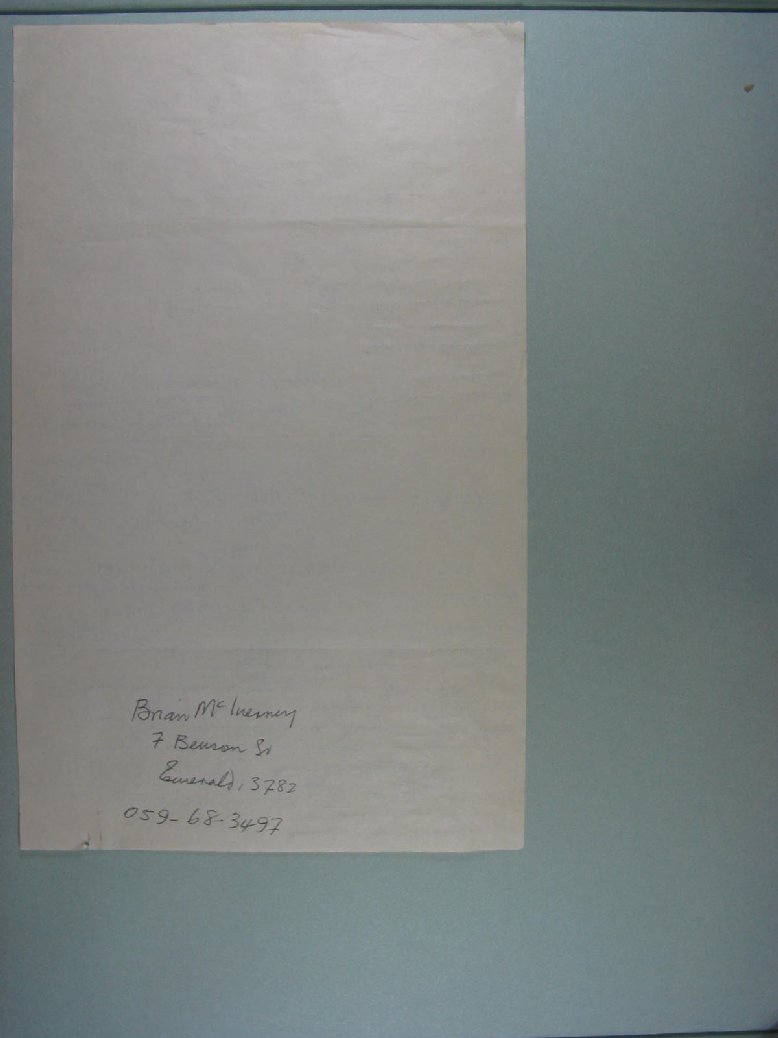 Brian McInerney
7 Benson St
Emerald, 3782
059-68-3497